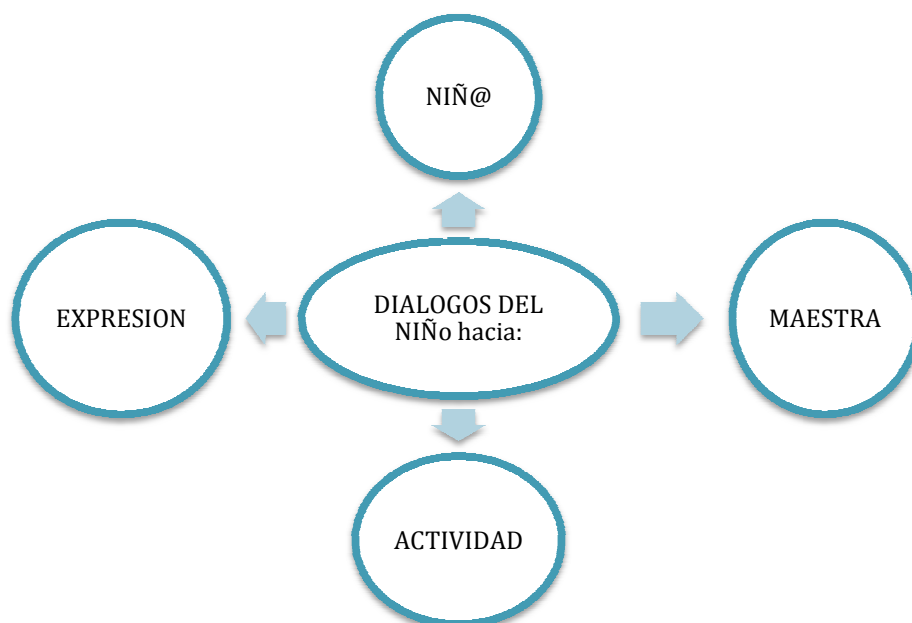 NIÑ@
EXPRESION
DIALOGOS DEL
NIÑo hacia:
MAESTRA
ACTIVIDAD